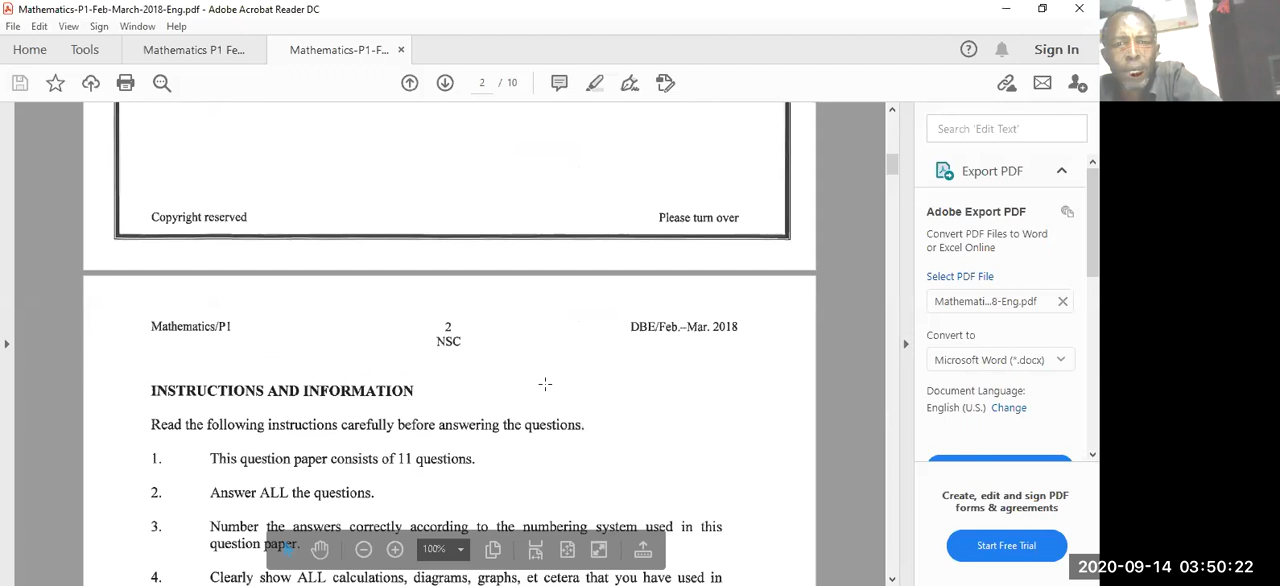 Mathematics-P1-Feb-March-2018-Eng.pdf - Adobe Acrobat Reader DC
File Edit View Sign Window Help
Home Tools Mathematics P1 Fe... Mathematics-P1-F... × Sign In
2 / 10
Copyright reserved Please turn over
Mathematics/P1 2 DBE/Feb.–Mar. 2018
NSC
INSTRUCTIONS AND INFORMATION
Read the following instructions carefully before answering the questions.
1. This question paper consists of 11 questions.
2. Answer ALL the questions.
3. Number the answers correctly according to the numbering system used in this
question paper.
4. Clearly show ALL calculations, diagrams, graphs, et cetera that you have used in
100%
Search 'Edit Text'
Export PDF
Adobe Export PDF
Convert PDF Files to Word
or Excel Online
Select PDF File
Mathemati...8-Eng.pdf
Convert to
Microsoft Word (*.docx)
Document Language:
English (U.S.) Change
Create, edit and sign PDF
forms & agreements
Start Free Trial
2020-09-14 03:50:22